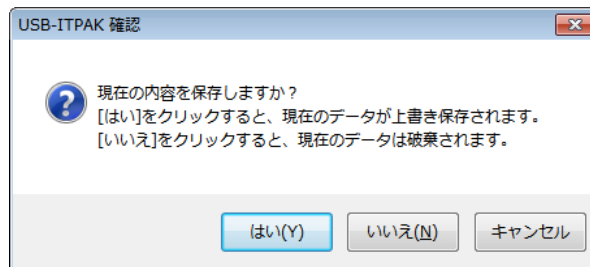 USB-ITPAK 確認
現在の内容を保存しますか？
[はい]をクリックすると、現在のデータが上書き保存されます。
[いいえ]をクリックすると、現在のデータは破棄されます。
はい(Y) いいえ(N) キャンセル